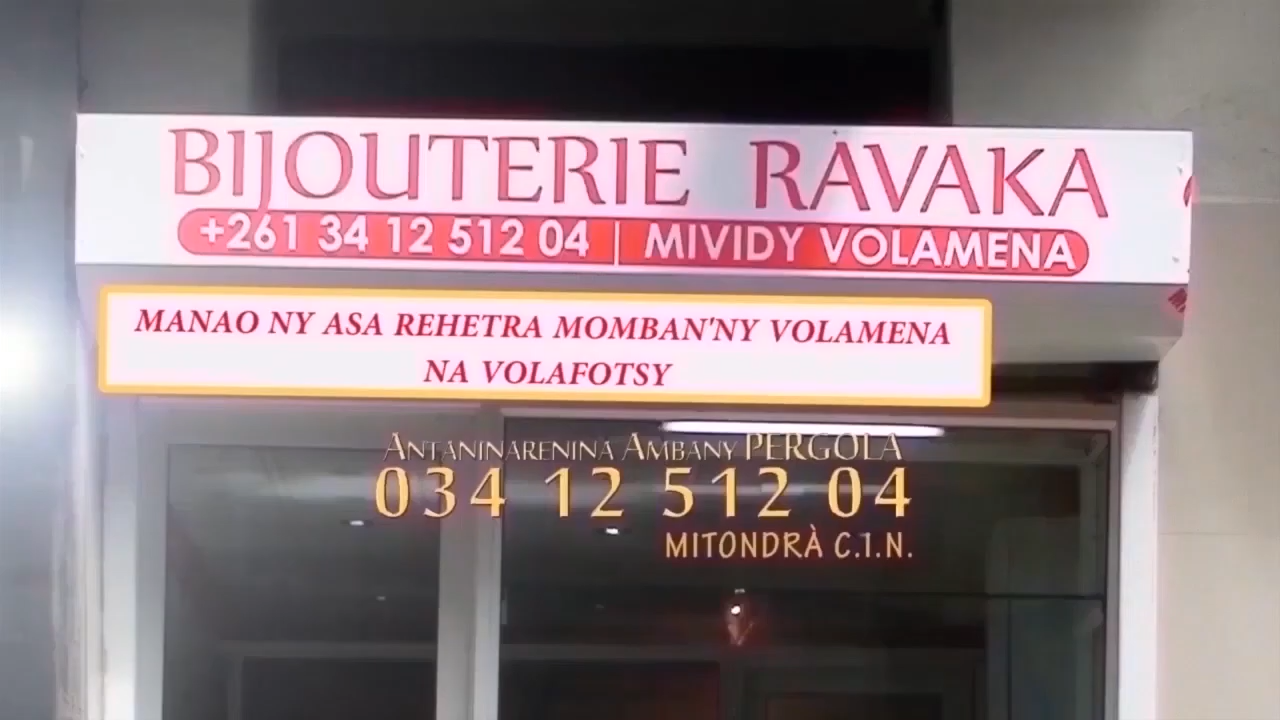 BIJOUTERIE RAVAKA
+261 34 12 512 04 | MIVIDY VOLAMENA
MANAO NY ASA REHETRA MOMBAN'NY VOLAMENA
NA VOLAFOTSY
ANTANINARENINA AMBANY PERGOLA
034 12 512 04
MITONDRÀ C.I.N.